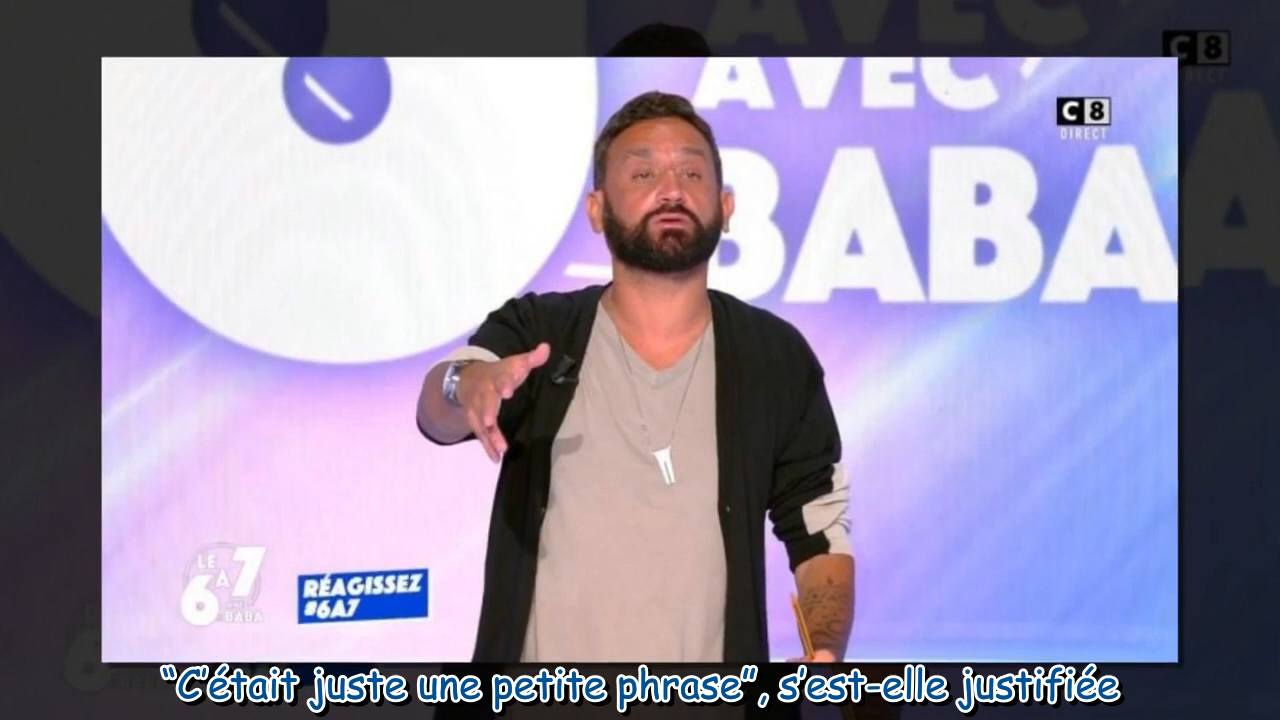 AVEC
BABA
C8
DIRECT
LE
6 À 7
BABA
RÉAGISSEZ
#6A7
“C’était juste une petite phrase”, s’est-elle justifiée